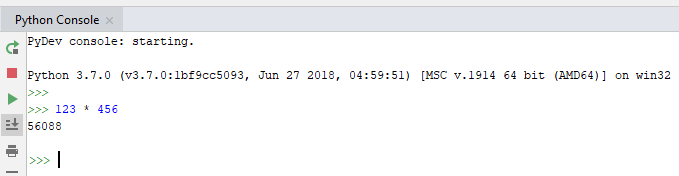 Python Console
PyDev console: starting.
Python 3.7.0 (v3.7.0:1bf9cc5093, Jun 27 2018, 04:59:51) [MSC v.1914 64 bit (AMD64)] on win32
>>>
>>> 123 * 456
56088
>>>